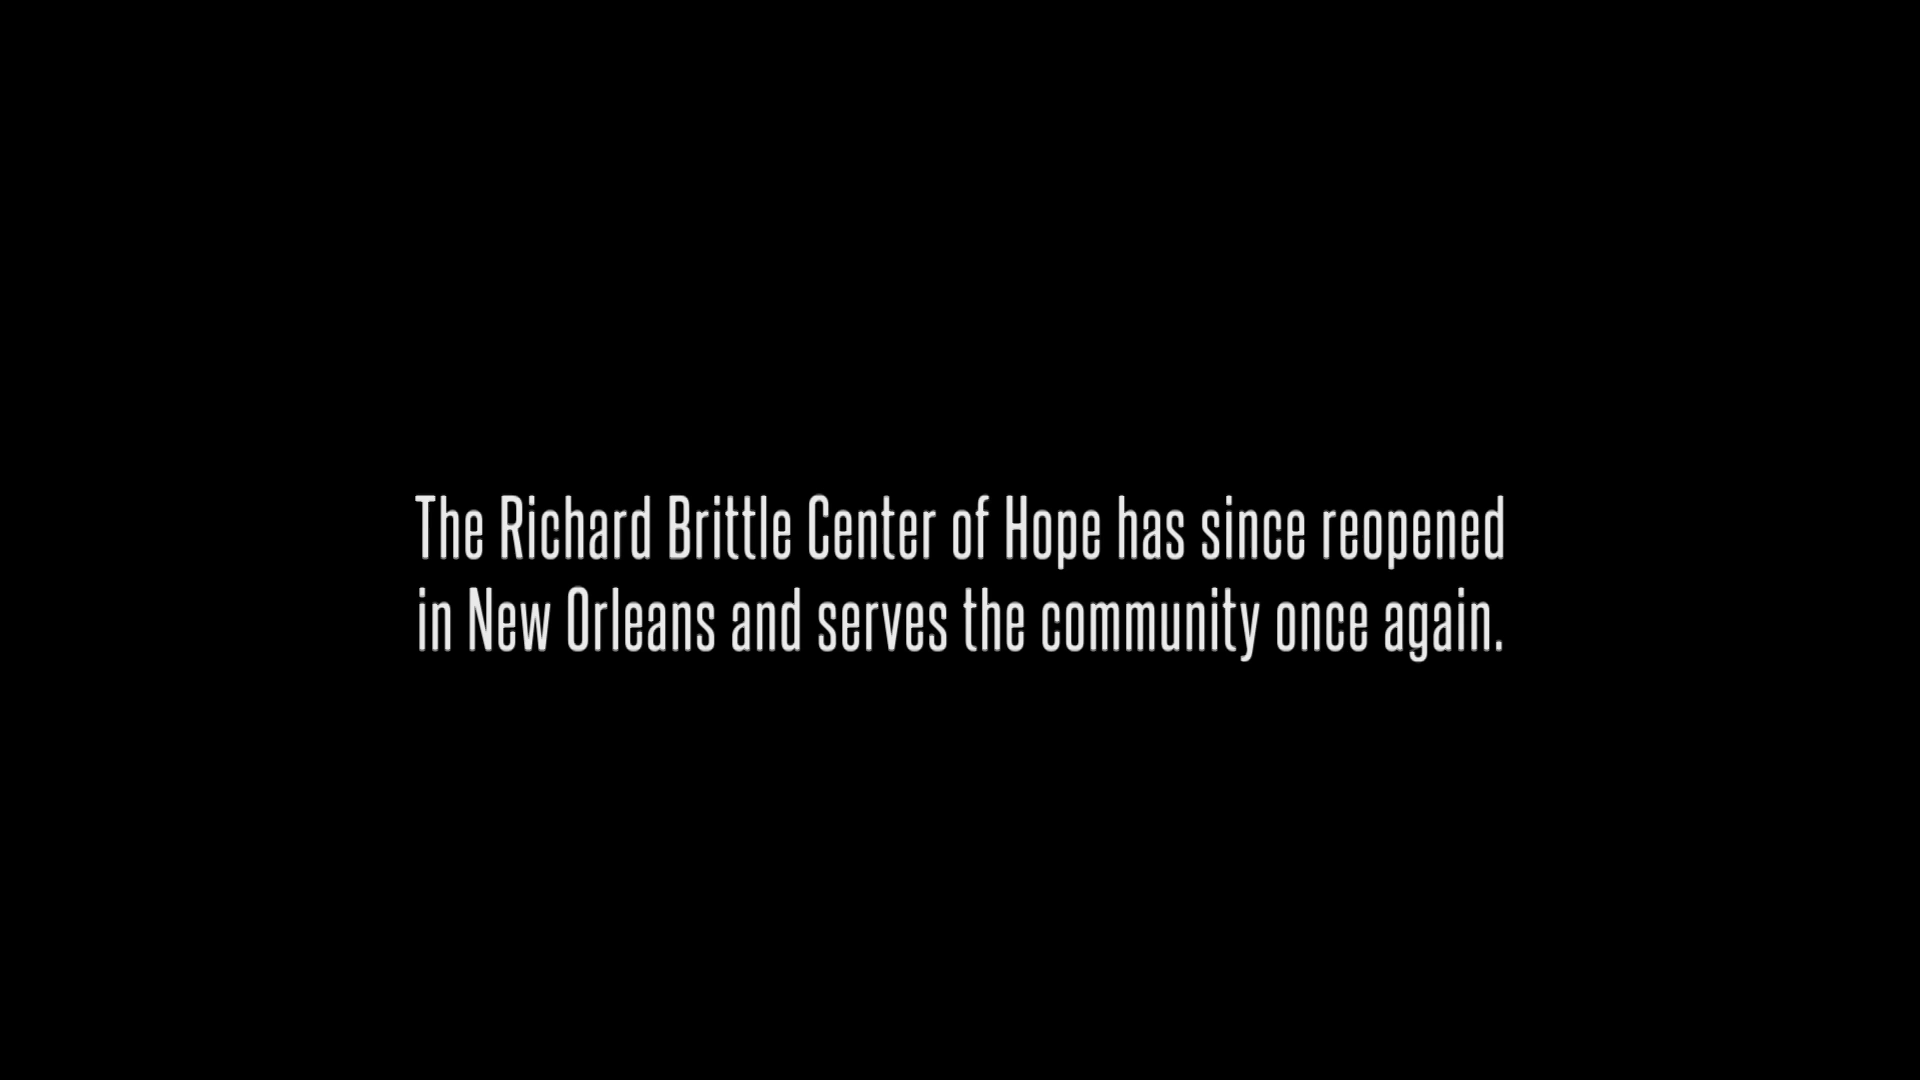 The Richard Brittle Center of Hope has since reopened
in New Orleans and serves the community once again.